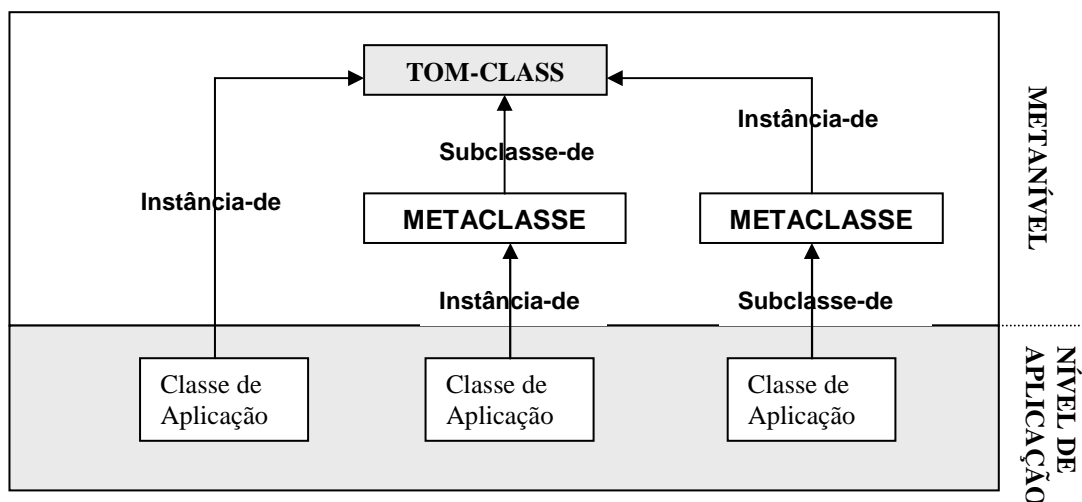 TOM-CLASS
Instância-de
Subclasse-de
Instância-de
METACLASSE
METACLASSE
Instância-de
Subclasse-de
Classe de
Aplicação
Classe de
Aplicação
Classe de
Aplicação
METANÍVEL
NÍVEL DE
APLICAÇÃO